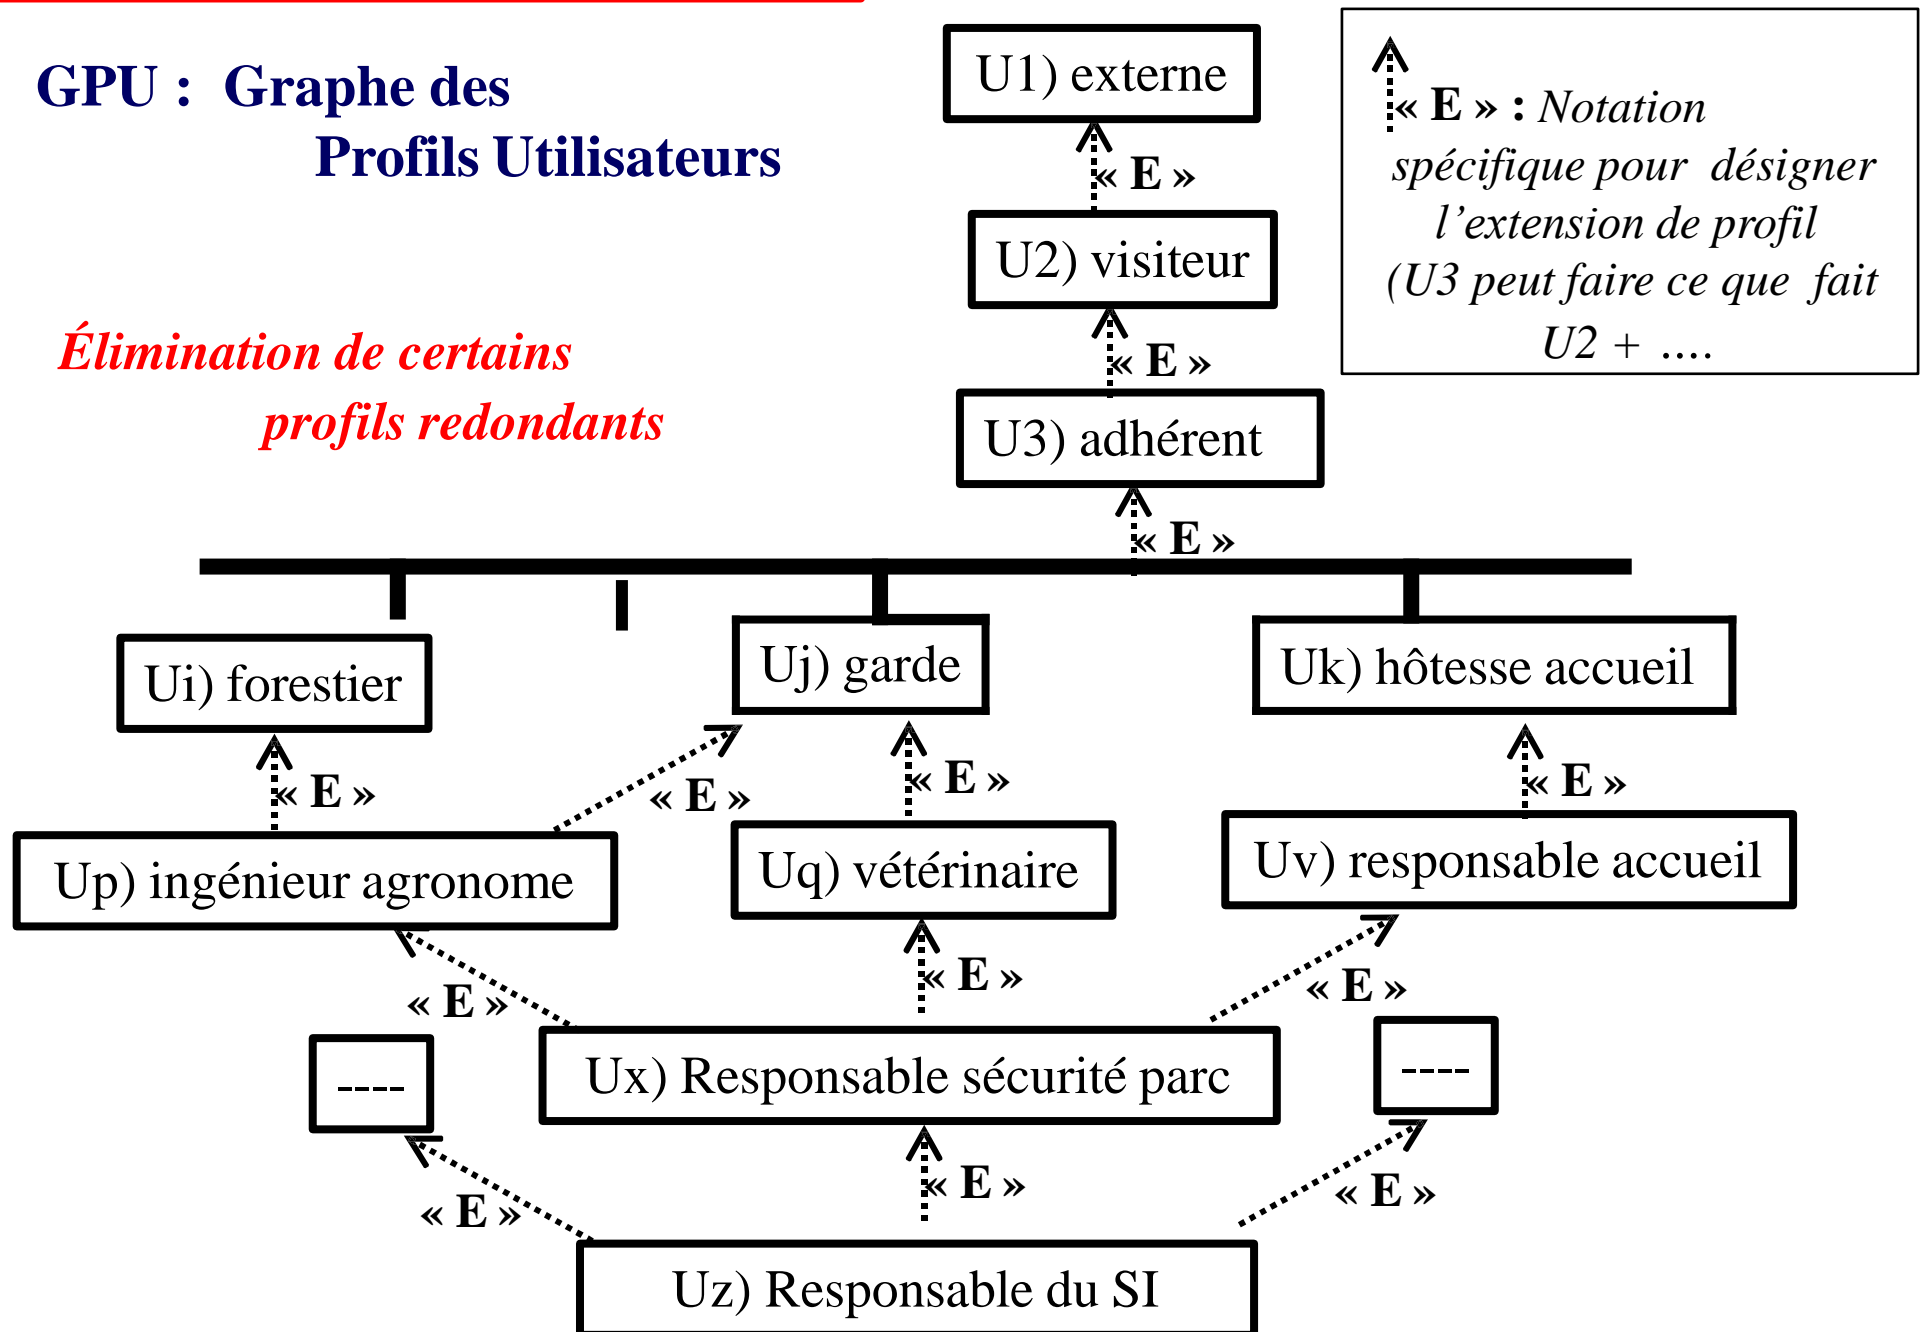 GPU : Graphe des
Profils Utilisateurs
Élimination de certains
profils redondants
U1) externe
« E »
U2) visiteur
« E »
U3) adhérent
« E »
« E » : Notation
spécifique pour désigner
l’extension de profil
(U3 peut faire ce que fait
U2 + ....
Ui) forestier
Uj) garde
Uk) hôtesse accueil
« E »
« E »
« E »
« E »
Up) ingénieur agronome
Uq) vétérinaire
Uv) responsable accueil
« E »
« E »
« E »
----
Ux) Responsable sécurité parc
----
« E »
« E »
« E »
Uz) Responsable du SI